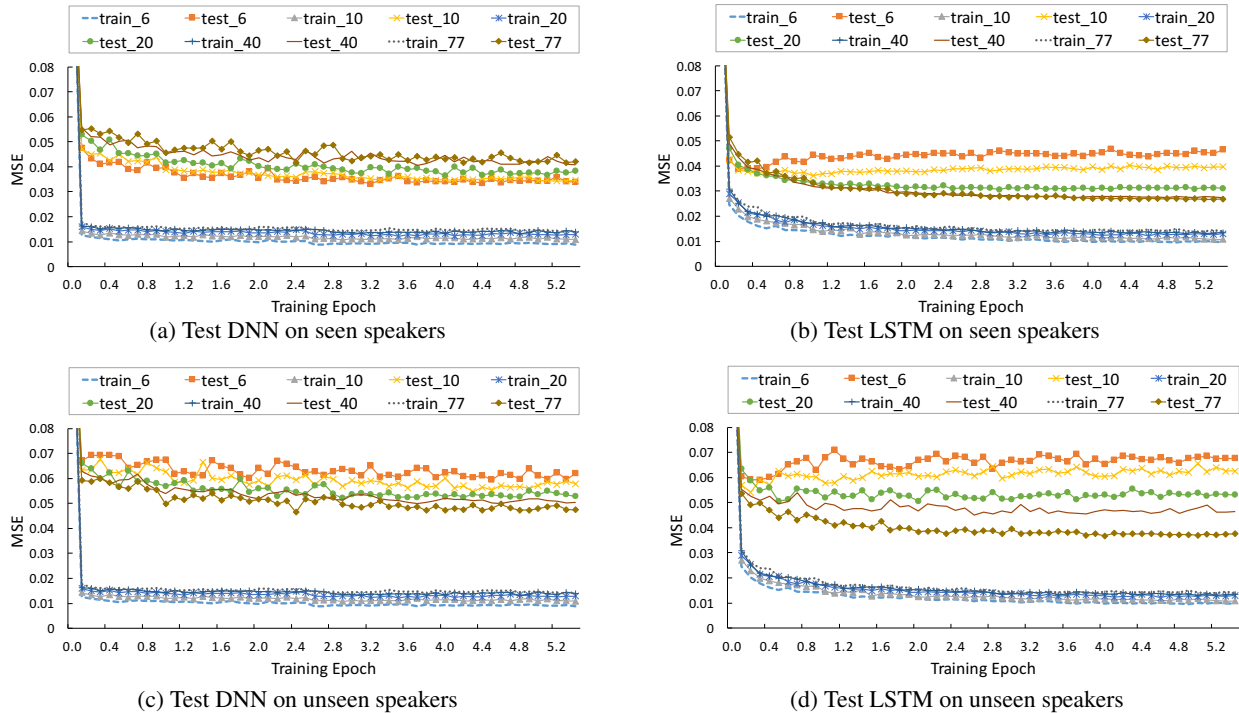 train_6 test_6 train_10 test_10 train_20
test_20 train_40 test_40 train_77 test_77
0.08
0.07
0.06
0.05
0.04
0.03
0.02
0.01
0
MSE
0.0 0.4 0.8 1.2 1.6 2.0 2.4 2.8 3.2 3.6 4.0 4.4 4.8 5.2
Training Epoch
(a) Test DNN on seen speakers
train_6 test_6 train_10 test_10 train_20
test_20 train_40 test_40 train_77 test_77
0.08
0.07
0.06
0.05
0.04
0.03
0.02
0.01
0
MSE
0.0 0.4 0.8 1.2 1.6 2.0 2.4 2.8 3.2 3.6 4.0 4.4 4.8 5.2
Training Epoch
(b) Test LSTM on seen speakers
train_6 test_6 train_10 test_10 train_20
test_20 train_40 test_40 train_77 test_77
0.08
0.07
0.06
0.05
0.04
0.03
0.02
0.01
0
MSE
0.0 0.4 0.8 1.2 1.6 2.0 2.4 2.8 3.2 3.6 4.0 4.4 4.8 5.2
Training Epoch
(c) Test DNN on unseen speakers
train_6 test_6 train_10 test_10 train_20
test_20 train_40 test_40 train_77 test_77
0.08
0.07
0.06
0.05
0.04
0.03
0.02
0.01
0
MSE
0.0 0.4 0.8 1.2 1.6 2.0 2.4 2.8 3.2 3.6 4.0 4.4 4.8 5.2
Training Epoch
(d) Test LSTM on unseen speakers